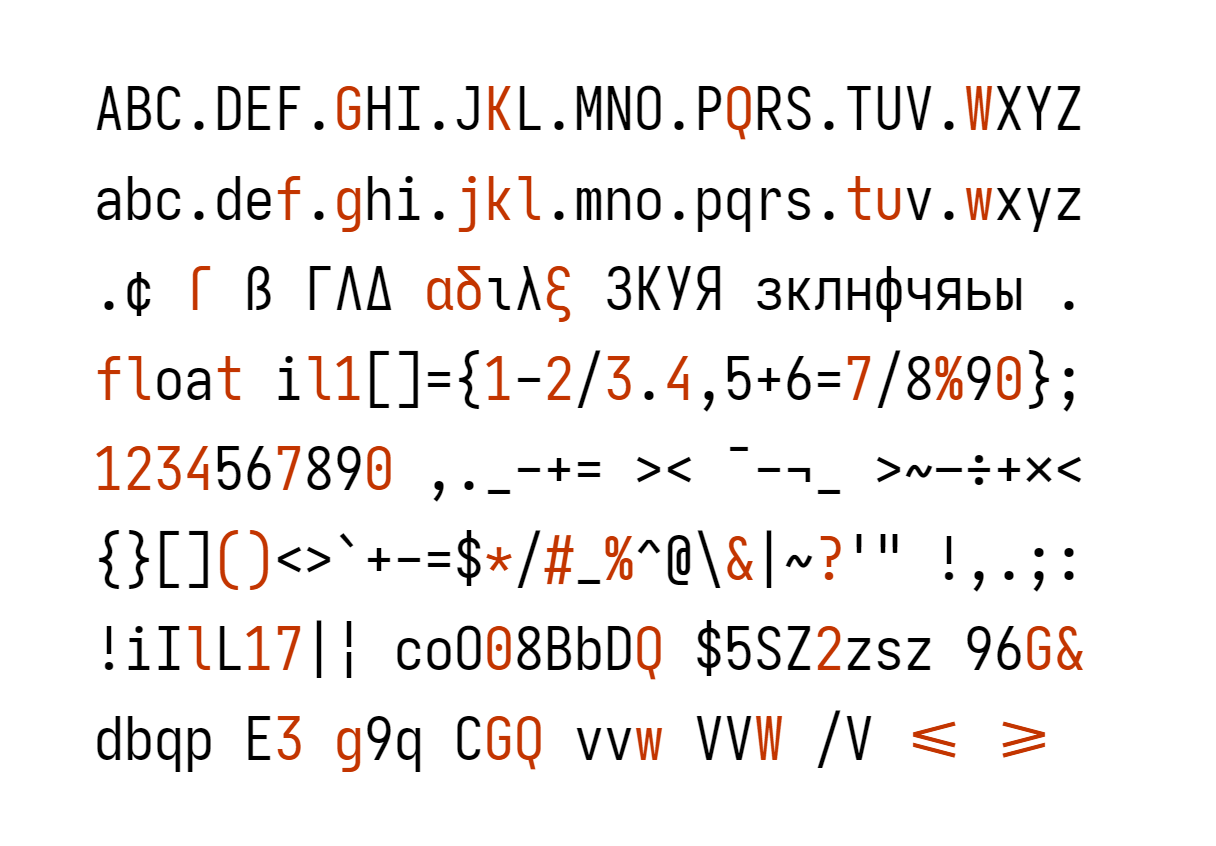 ABC.DEF.GHI.JKL.MNO.PQRS.TUV.WXYZ
abc.def.ghi.jkl.mno.pqrs.tuv.wxyz
.¢ ſ ß ΓΛΔ αδιλξ ЗКУЯ зклнфчяьы .
float il1[]={1-2/3.4,5+6=7/8%90};
1234567890 ,._-+= >< ¯-¬_ >~–÷+×<
{}[]()<>`+-=$*/#_%^@\&|~?'" !,.;:
!iIlL17|¦ coO08BbDQ $5SZ2zsz 96G&
dbqp E3 g9q CGQ vvw VVW /V <= >=